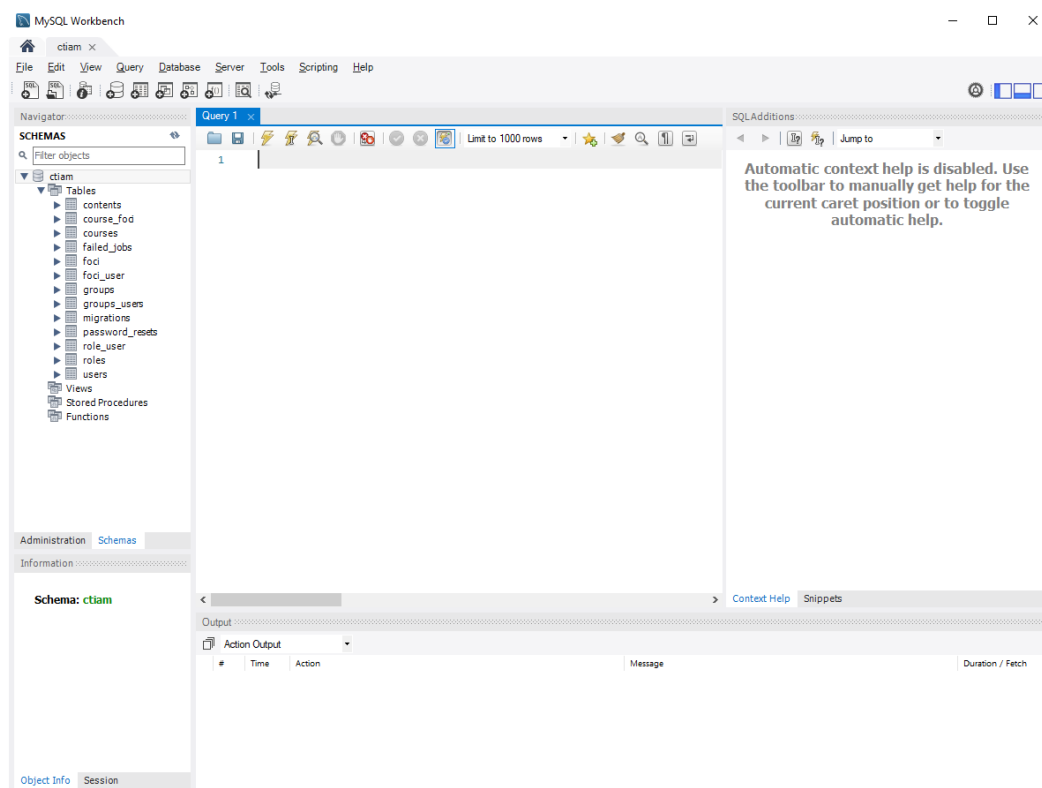 MySQL Workbench
ctiam
File Edit View Query Database Server Tools Scripting Help
Navigator
SCHEMAS
Filter objects
ctiam
Tables
contents
course_foci
courses
failed_jobs
foci
foci_user
groups
groups_users
migrations
password_resets
role_user
roles
users
Views
Stored Procedures
Functions
Administration Schemas
Information
Schema: ctiam
Object Info Session
Query 1
Limit to 1000 rows
1
SQLAdditions
Jump to
Automatic context help is disabled. Use
the toolbar to manually get help for the
current caret position or to toggle
automatic help.
Context Help Snippets
Output
Action Output
# Time Action Message Duration / Fetch